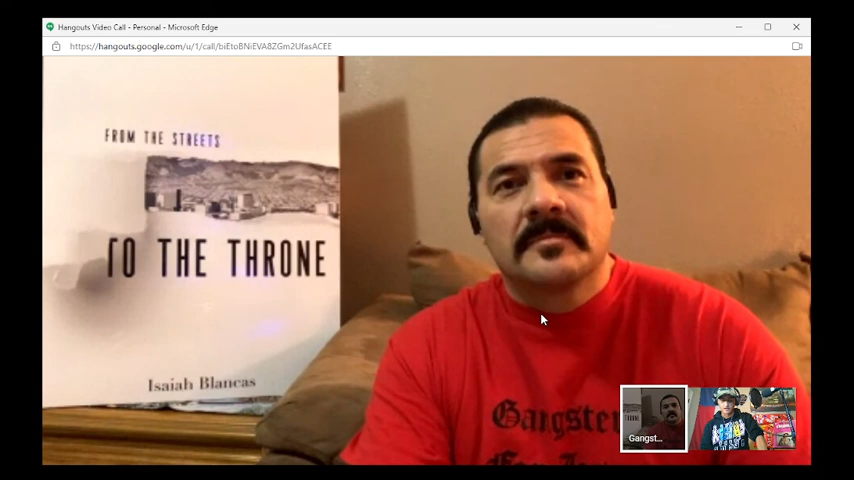 Hangouts Video Call - Personal - Microsoft Edge
https://hangouts.google.com/u/1/call/biEtoBNiEVA8ZGm2UfasACEE
FROM THE STREETS
TO THE THRONE
Isaiah Blancas
Gangster
Gangst...